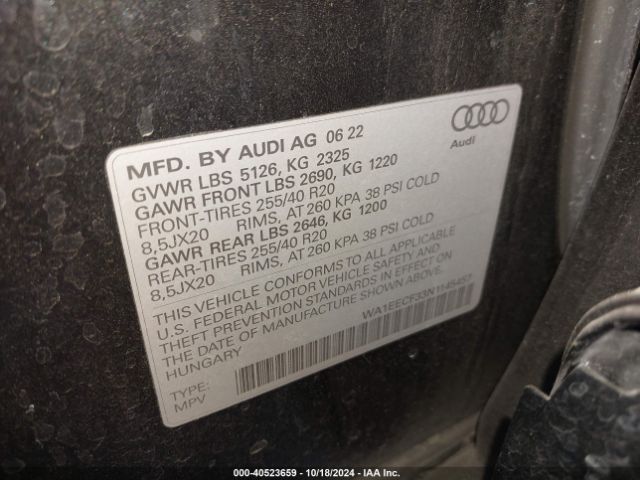 MFD. BY AUDI AG 06 22
Audi
GVWR LBS 5126, KG 2325
GAWR FRONT LBS 2690, KG 1220
FRONT-TIRES 255/40 R20
8,5JX20 RIMS, AT 260 KPA 38 PSI COLD
GAWR REAR LBS 2646, KG 1200
REAR-TIRES 255/40 R20
8,5JX20 RIMS, AT 260 KPA 38 PSI COLD
THIS VEHICLE CONFORMS TO ALL APPLICABLE
U.S. FEDERAL MOTOR VEHICLE SAFETY AND
THEFT PREVENTION STANDARDS IN EFFECT ON
THE DATE OF MANUFACTURE SHOWN ABOVE.
HUNGARY
WA1EECF33N1145457
TYPE:
MPV
000-40523659 | 10/18/2024 | IAA Inc.